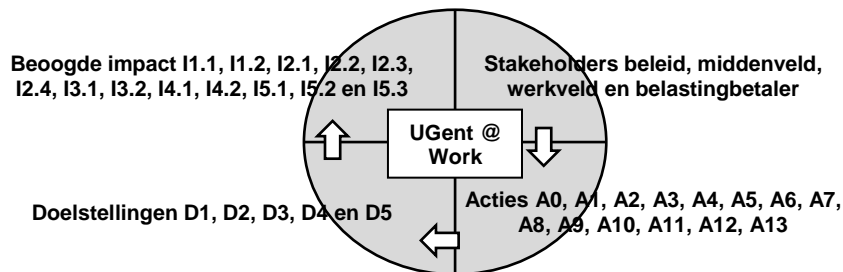 Beoogde impact I1.1, I1.2, I2.1, I2.2, I2.3,
I2.4, I3.1, I3.2, I4.1, I4.2, I5.1, I5.2 en I5.3
Stakeholders beleid, middenveld,
werkveld en belastingbetaler
UGent @
Work
Doelstellingen D1, D2, D3, D4 en D5
Acties A0, A1, A2, A3, A4, A5, A6, A7,
A8, A9, A10, A11, A12, A13